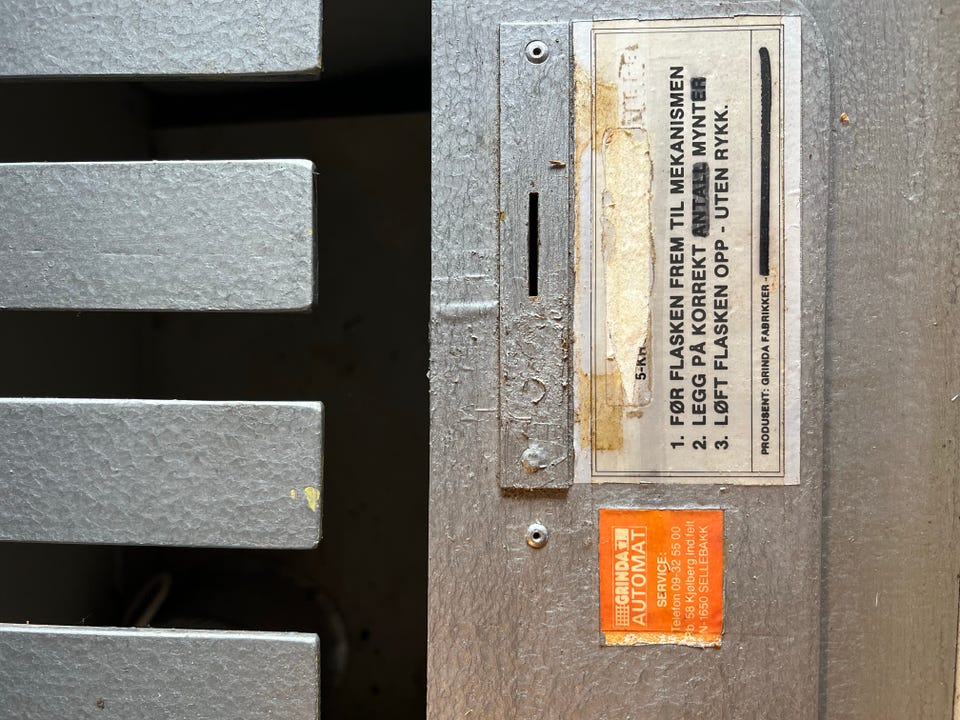 5-KR
1. FØR FLASKEN FREM TIL MEKANISMEN
2. LEGG PÅ KORREKT ANTALL MYNTER
3. LØFT FLASKEN OPP - UTEN RYKK.
PRODUSENT: GRINDA FABRIKKER -
GRINDA
AUTOMAT
SERVICE:
Telefon 09-32 55 00
Pb. 58 Kjølberg Ind.felt
N-1650 SELLEBAKK